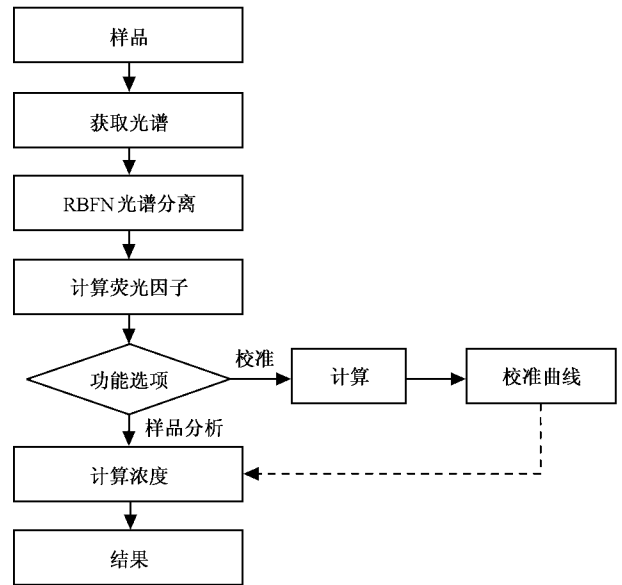 样品
获取光谱
RBFN光谱分离
计算荧光因子
功能选项
校准
计算
校准曲线
样品分析
计算浓度
结果